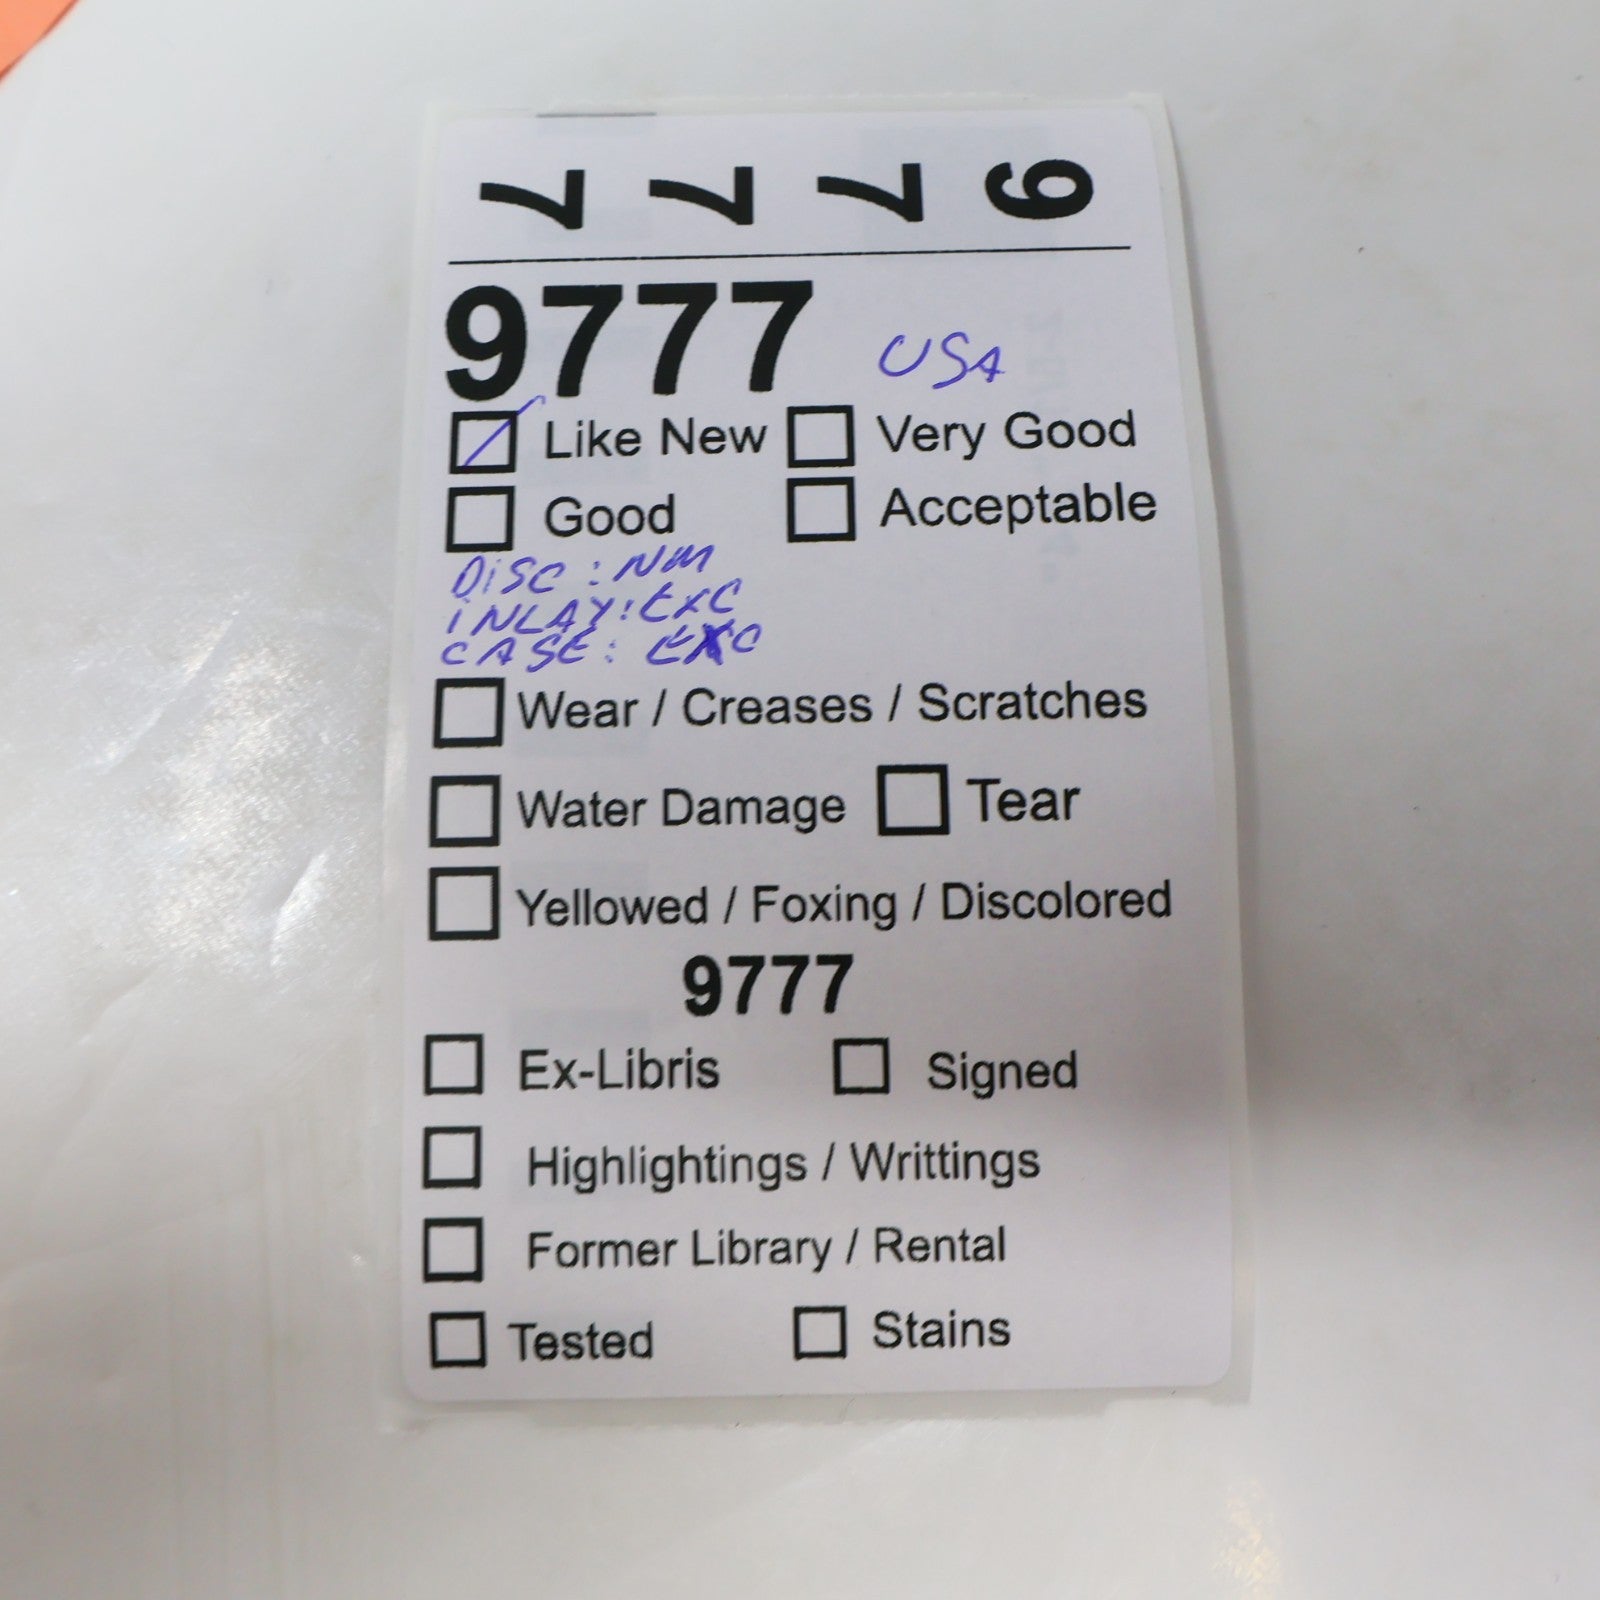 9777
9777 USA
Like New Very Good
Good Acceptable
DiSC: NM
iNLAY: EXC
CASE: EXC
Wear / Creases / Scratches
Water Damage Tear
Yellowed / Foxing / Discolored
9777
Ex-Libris Signed
Highlightings / Writtings
Former Library / Rental
Tested Stains